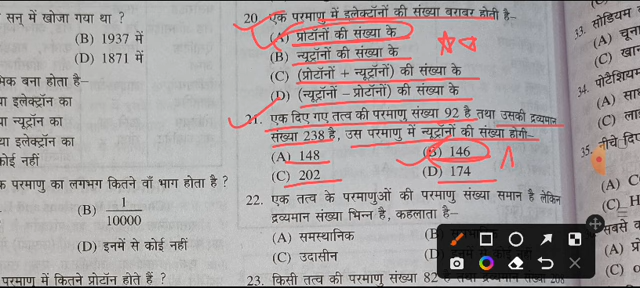 सन् में खोजा गया था ?
(B) 1937 में
(D) 1871 में
बना होता है–
इलेक्ट्रॉन का
न्यूट्रॉन का
इलेक्ट्रॉन का
कोई नहीं
परमाणु का लगभग कितने वाँ भाग होता है ?
(B) 1/10000
(D) इनमें से कोई नहीं
परमाणु में कितने प्रोटॉन होते हैं ?
20. एक परमाणु में इलेक्ट्रॉनों की संख्या बराबर होती है–
(A) प्रोटॉनों की संख्या के
(B) न्यूट्रॉनों की संख्या के
(C) (प्रोटॉनों + न्यूट्रॉनों) की संख्या के
(D) (न्यूट्रॉनों – प्रोटॉनों) की संख्या के
21. एक दिए गए तत्व की परमाणु संख्या 92 है तथा उसकी द्रव्यमान
संख्या 238 है, उस परमाणु में न्यूट्रॉनों की संख्या होगी–
(A) 148
(B) 146
(C) 202
(D) 174
22. एक तत्व के परमाणुओं की परमाणु संख्या समान है लेकिन
द्रव्यमान संख्या भिन्न है, कहलाता है–
(A) समस्थानिक
(C) उदासीन
23. किसी तत्व की परमाणु संख्या 82
33. सोडियम
(A) चूना
(C)
34.
(A)
(C)
35. नीचे
(A) C
(C) H
सबसे
(A)
(C)